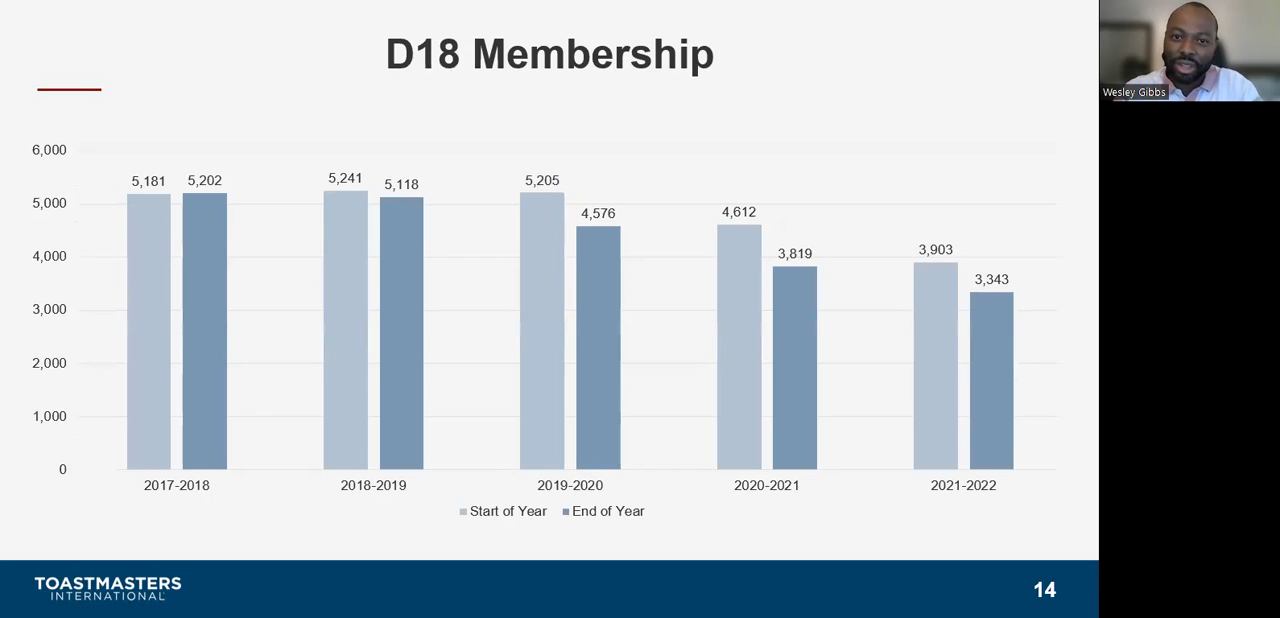 D18 Membership
Wesley Gibbs
6,000
5,000
4,000
3,000
2,000
1,000
0
5,181 5,202
5,241 5,118
5,205 4,576
4,612 3,819
3,903 3,343
2017-2018 2018-2019 2019-2020 2020-2021 2021-2022
Start of Year End of Year
TOASTMASTERS
INTERNATIONAL
14